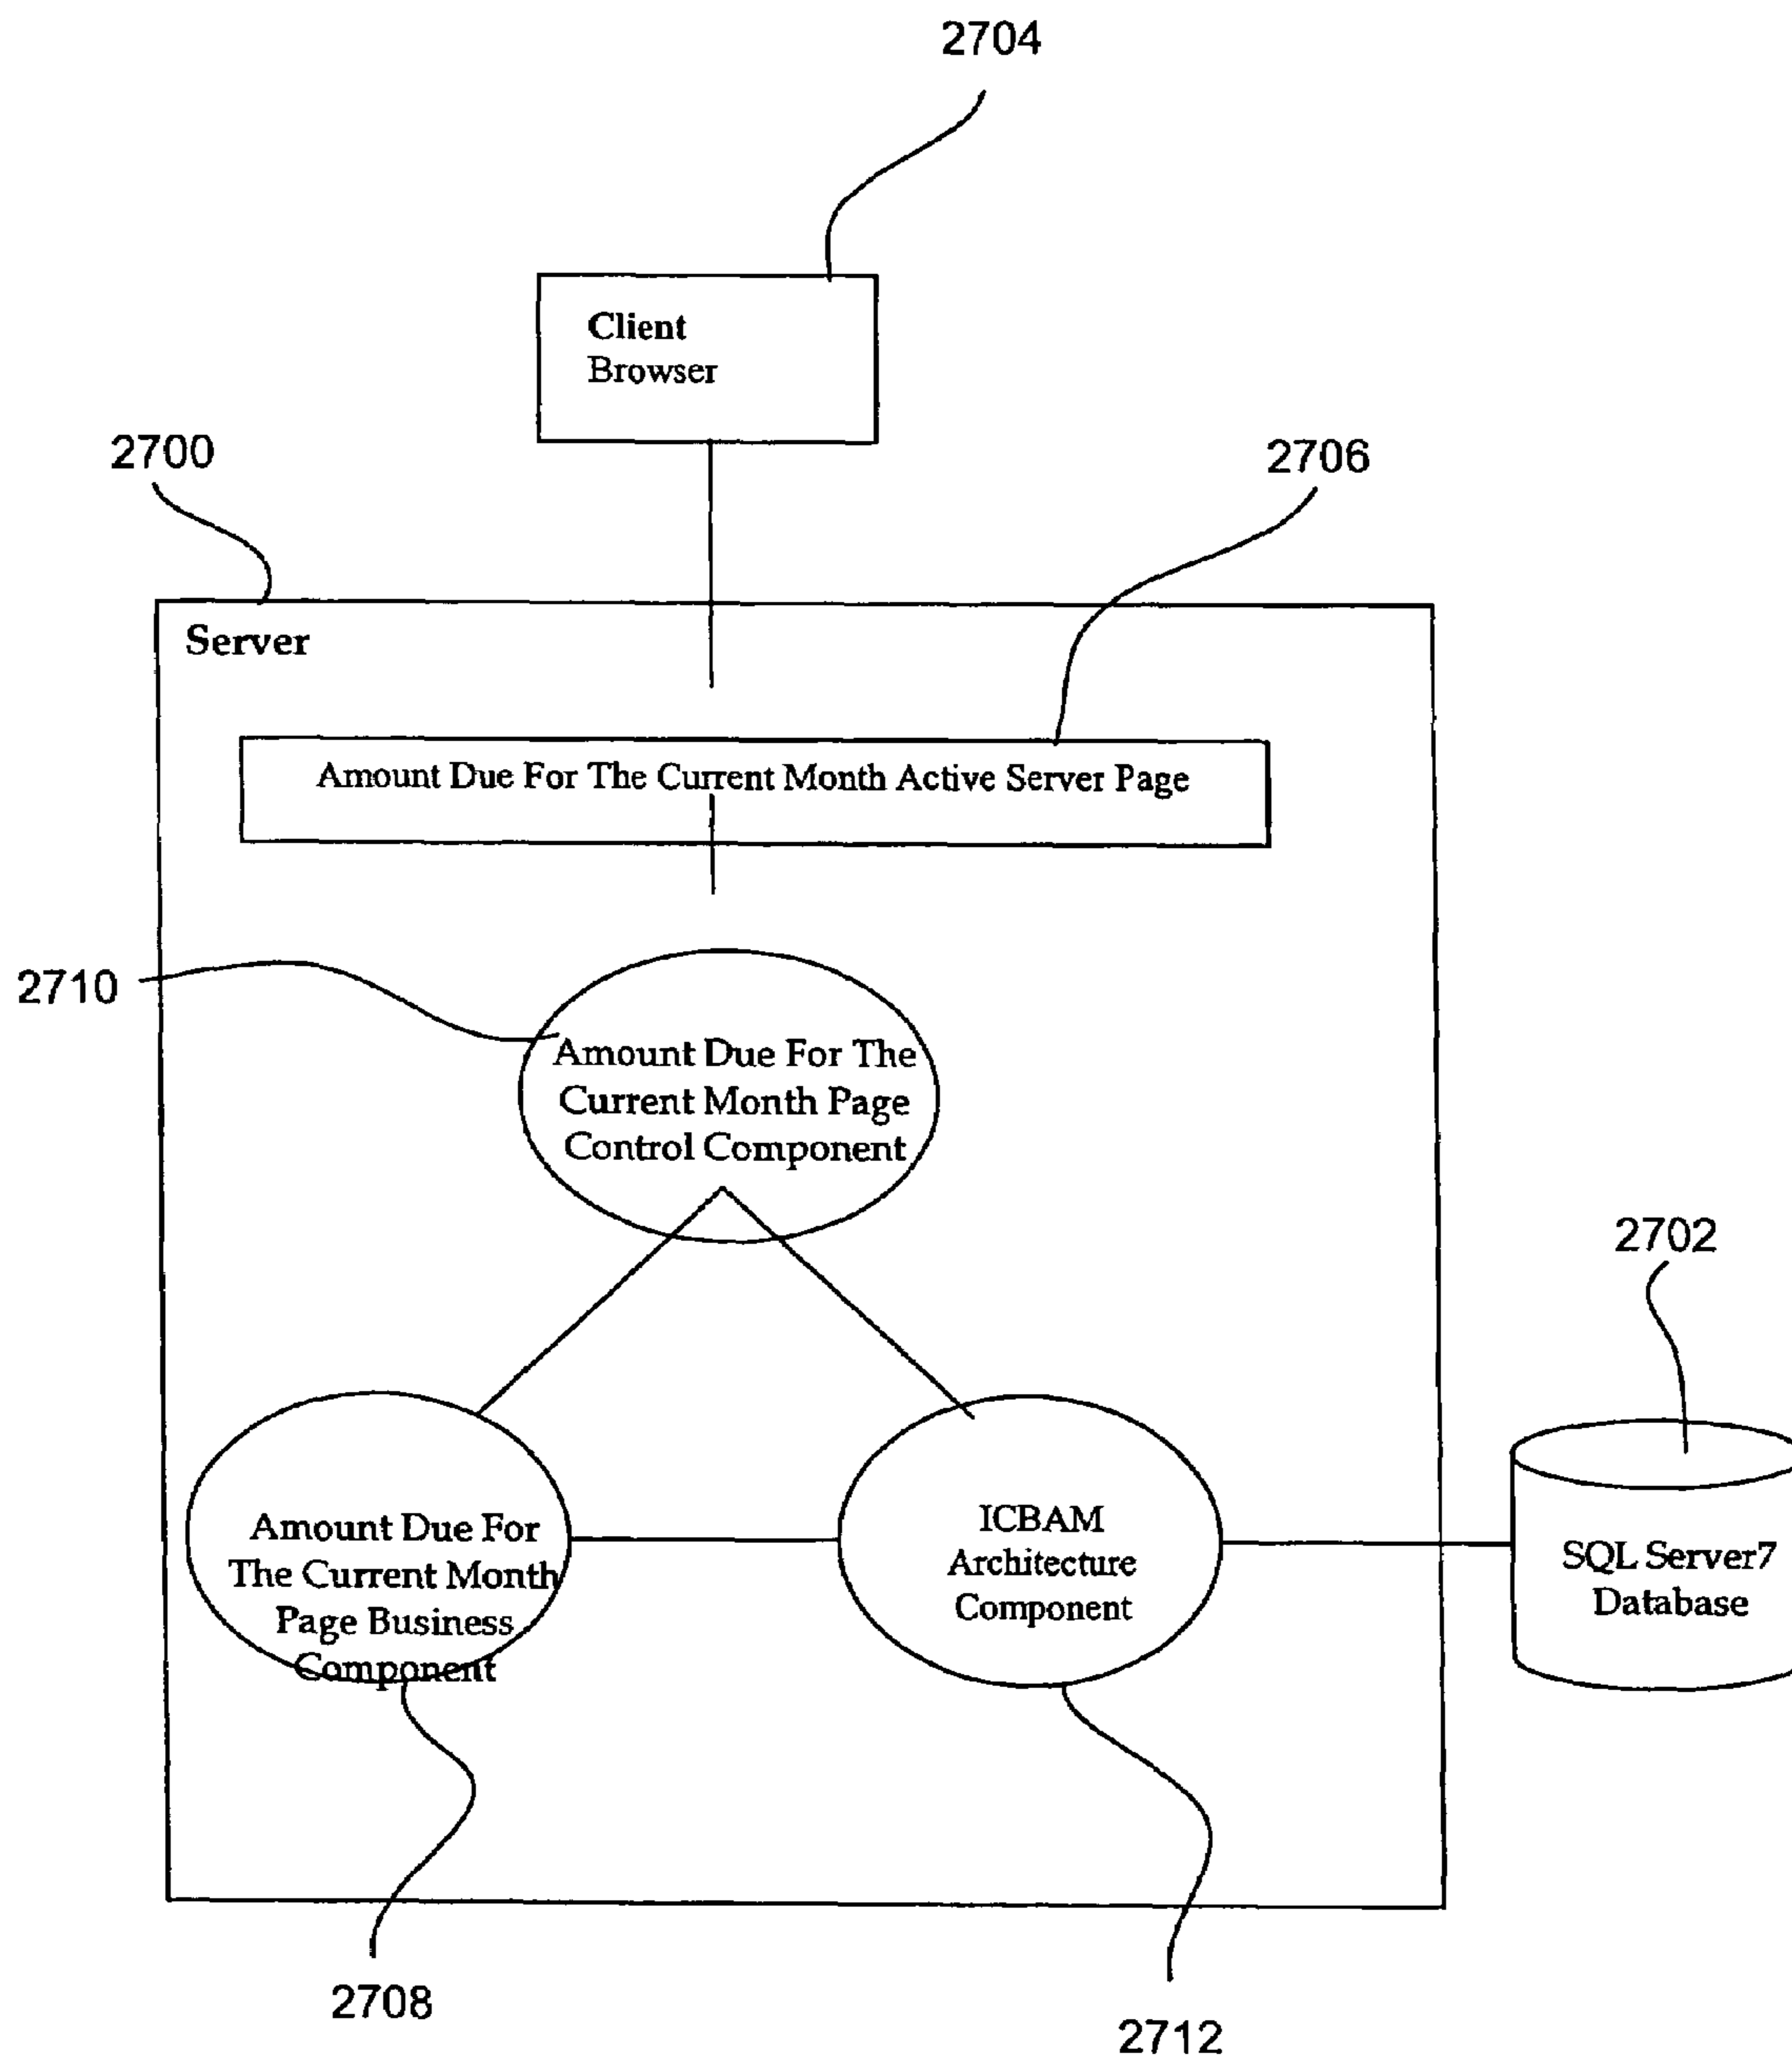 2704
Client
Browser
2700
2706
Server
Amount Due For The Current Month Active Server Page
2710
Amount Due For The
Current Month Page
Control Component
2702
Amount Due For
The Current Month
Page Business
Component
ICBAM
Architecture
Component
SQL Server7
Database
2708
2712